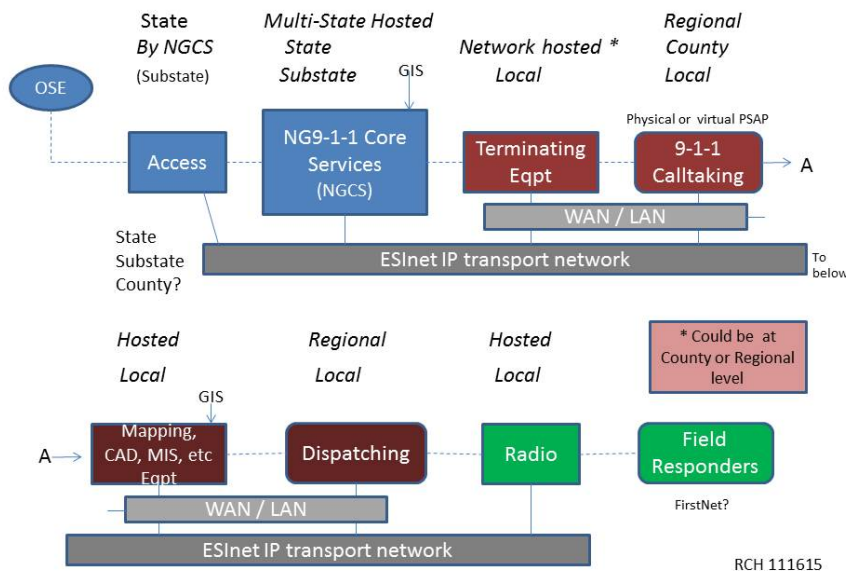 State
By NGCS
(Substate)
Multi-State Hosted
State
Substate
GIS
Network hosted *
Local
Regional
County
Local
OSE
Access
NG9-1-1 Core
Services
(NGCS)
Terminating
Eqpt
Physical or virtual PSAP
9-1-1
Calltaking
A
WAN / LAN
State
Substate
County?
ESInet IP transport network
To
below
Hosted
Local
Regional
Local
Hosted
Local
* Could be at
County or Regional
level
GIS
A
Mapping,
CAD, MIS, etc
Eqpt
Dispatching
Radio
Field
Responders
FirstNet?
WAN / LAN
ESInet IP transport network
RCH 111615